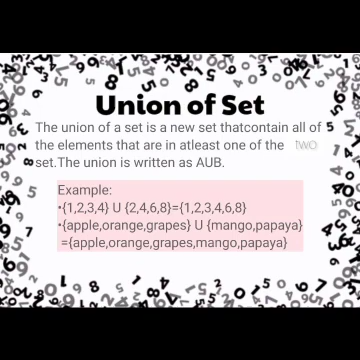 Union of Set
The union of a set is a new set thatcontain all of
the elements that are in atleast one of the TWO
set.The union is written as AUB.
Example:
•{1,2,3,4} U {2,4,6,8}={1,2,3,4,6,8}
•{apple,orange,grapes} U {mango,papaya}
={apple,orange,grapes,mango,papaya}